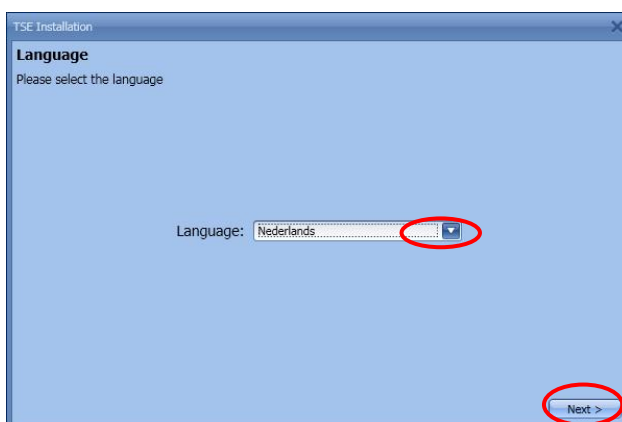 TSE Installation
Language
Please select the language
Language: Nederlands
Next >